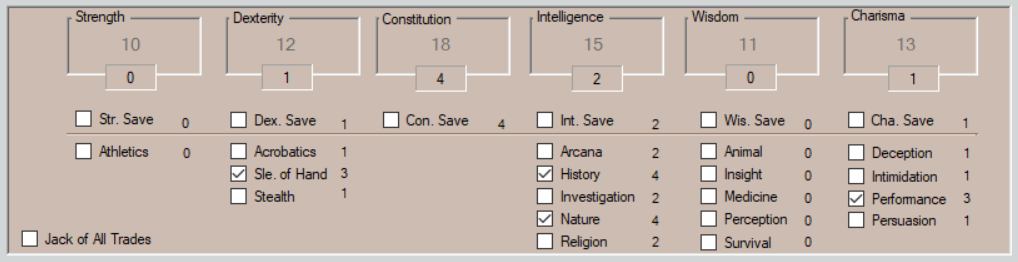 Strength Dexterity Constitution Intelligence Wisdom Charisma
10 12 18 15 11 13
0 1 4 2 0 1
Str. Save 0 Dex. Save 1 Con. Save 4 Int. Save 2 Wis. Save 0 Cha. Save 1
Athletics 0 Acrobatics 1 Arcana 2 Animal 0 Deception 1
Sle. of Hand 3 History 4 Insight 0 Intimidation 1
Stealth 1 Investigation 2 Medicine 0 Performance 3
Nature 4 Perception 0 Persuasion 1
Jack of All Trades Religion 2 Survival 0